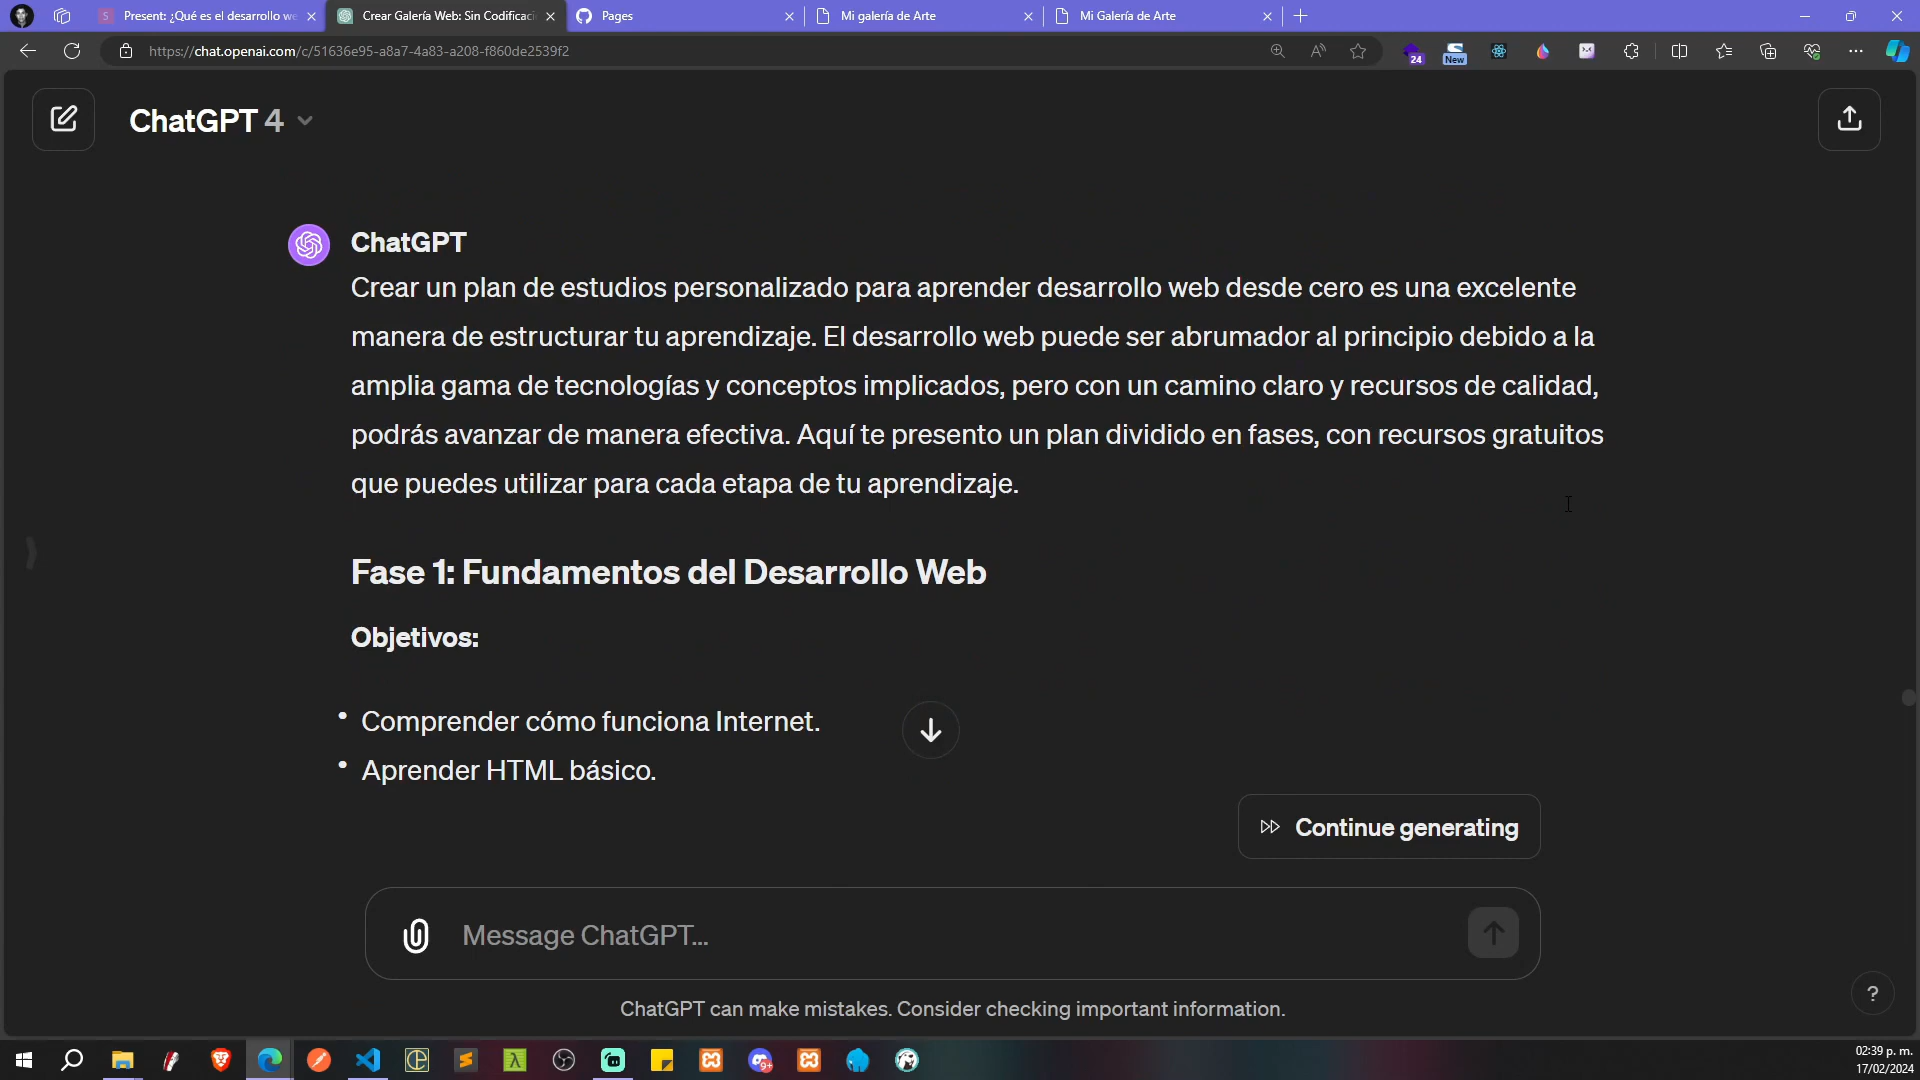 Present: ¿Qué es el desarrollo we
Crear Galería Web: Sin Codificaci
Pages
Mi galería de Arte
Mi Galería de Arte
https://chat.openai.com/c/51636e95-a8a7-4a83-a208-f860de2539f2
24
New
ChatGPT 4
ChatGPT
Crear un plan de estudios personalizado para aprender desarrollo web desde cero es una excelente
manera de estructurar tu aprendizaje. El desarrollo web puede ser abrumador al principio debido a la
amplia gama de tecnologías y conceptos implicados, pero con un camino claro y recursos de calidad,
podrás avanzar de manera efectiva. Aquí te presento un plan dividido en fases, con recursos gratuitos
que puedes utilizar para cada etapa de tu aprendizaje.
Fase 1: Fundamentos del Desarrollo Web
Objetivos:
• Comprender cómo funciona Internet.
• Aprender HTML básico.
Continue generating
Message ChatGPT...
ChatGPT can make mistakes. Consider checking important information.
?
02:39 p. m.
17/02/2024